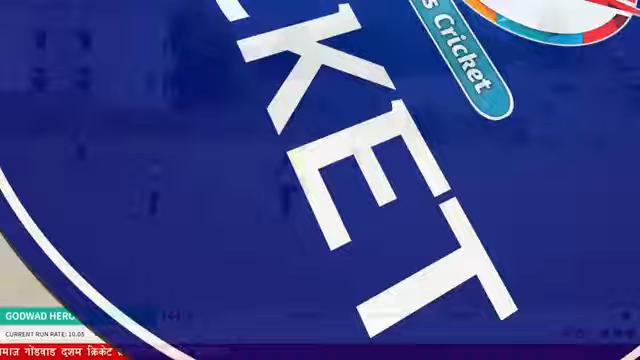 s Cricket
KET
GODWAD HERO
CURRENT RUN RATE: 10.05
माज गोंडवाड दशम क्रिकेट